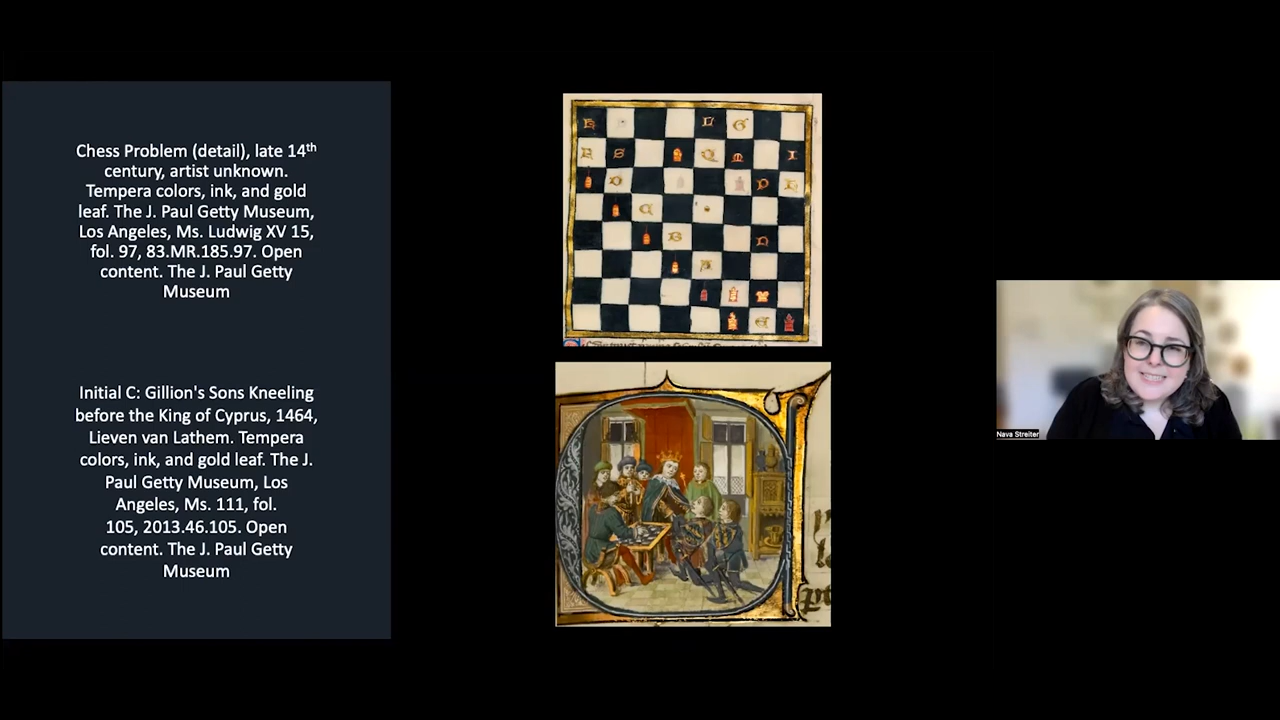 Chess Problem (detail), late 14th
century, artist unknown.
Tempera colors, ink, and gold
leaf. The J. Paul Getty Museum,
Los Angeles, Ms. Ludwig XV 15,
fol. 97, 83.MR.185.97. Open
content. The J. Paul Getty
Museum
Initial C: Gillion's Sons Kneeling
before the King of Cyprus, 1464,
Lieven van Lathem. Tempera
colors, ink, and gold leaf. The J.
Paul Getty Museum, Los
Angeles, Ms. 111, fol.
105, 2013.46.105. Open
content. The J. Paul Getty
Museum
Nava Streiter